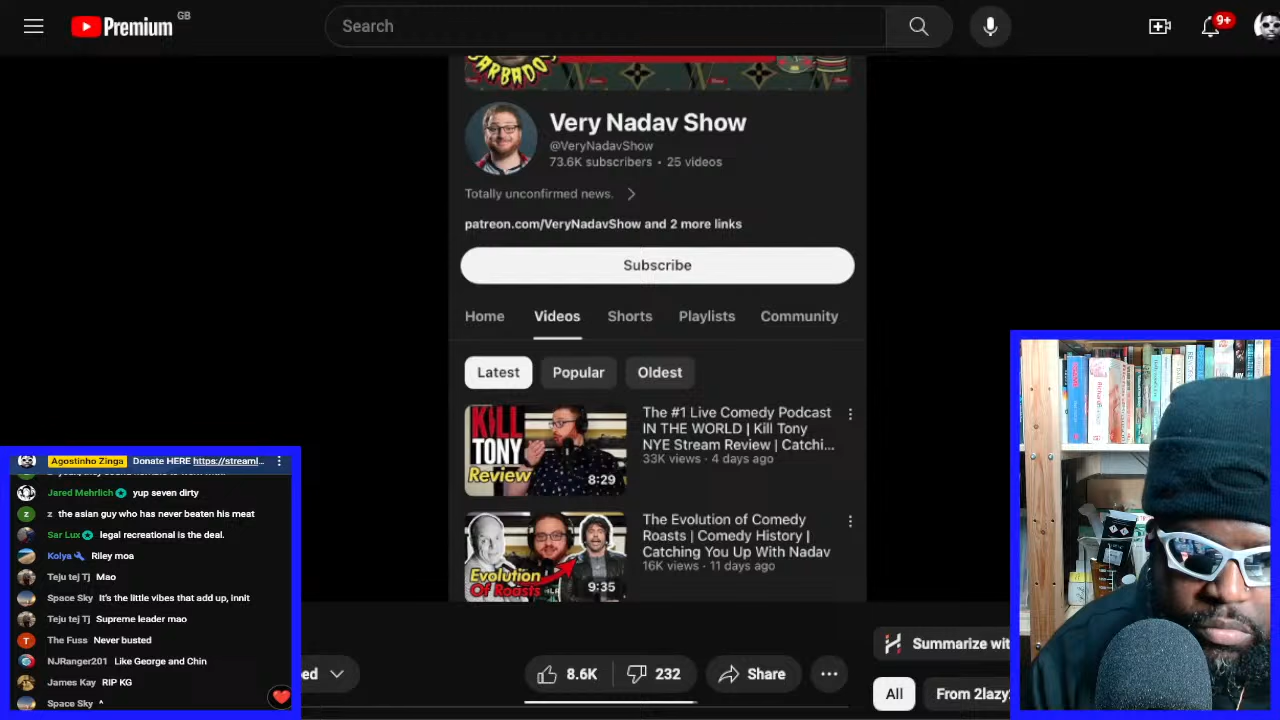 Premium GB
Search
9+
BARBADOS
Very Nadav Show
@VeryNadavShow
73.6K subscribers • 25 videos
Totally unconfirmed news.
patreon.com/VeryNadavShow and 2 more links
Subscribe
Home Videos Shorts Playlists Community
Latest Popular Oldest
KILL
TONY
Review
8:29
The #1 Live Comedy Podcast
IN THE WORLD | Kill Tony
NYE Stream Review | Catchi...
33K views • 4 days ago
Evolution
Of Roasts
9:35
The Evolution of Comedy
Roasts | Comedy History |
Catching You Up With Nadav
16K views • 11 days ago
ed
8.6K
232
Share
Summarize wit
All
From 2lazy
Agostinho Zinga Donate HERE https://streaml...
Jared Mehrlich yup seven dirty
z the asian guy who has never beaten his meat
Sar Lux legal recreational is the deal.
Kolya Riley moa
Teju tej Tj Mao
Space Sky It's the little vibes that add up, innit
Teju tej Tj Supreme leader mao
The Fuss Never busted
NJRanger201 Like George and Chin
James Kay RIP KG
Space Sky ^